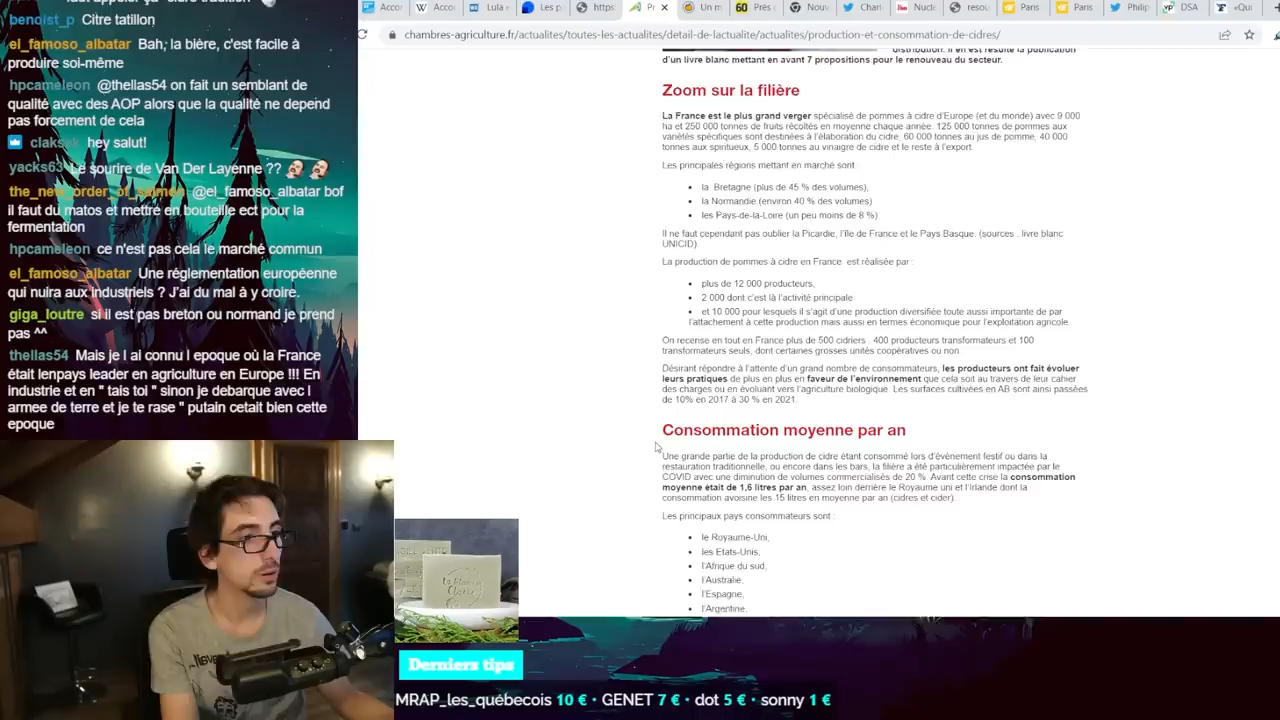 benoist_p Citre tatillon
el_famoso_albatar Bah, la bière, c'est facile à
produire soi-même
hpcameleon @thellas54 on fait un semblant de
qualité avec des AOP alors que la qualité ne depend
pas forcement de cela
claksak hey salut!
yacks63 Le sourire de Van Der Layenne ??
the_new_order_of_salmon @el_famoso_albatar bof
il faut du matos et mettre en bouteille ect pour la
fermentation
hpcameleon ce n'est pas cela le marché commun
el_famoso_albatar Une réglementation européenne
qui nuira aux industriels ? J'ai du mal à y croire.
giga_loutre si il est pas breton ou normand je prend
pas ^^
thellas54 Mais je l ai connu l epoque où la France
était lenpays leader en agriculture en Europe !!! En
industrie et en " tais toi " sinon je debarque avec l
armee de terre et je te rase " putain cetait bien cette
epoque
Accor
WRAP
Lula e
Les p
https
Pr
Un m
Près c
Nouv
Charl
Nucle
resou
Paris
Paris
Philip
DSA
«Qui
chambres-agriculture.fr/actualites/toutes-les-actualites/detail-de-lactualite/actualites/production-et-consommation-de-cidres/
distribution. Il en est résulté la publication
d'un livre blanc mettant en avant 7 propositions pour le renouveau du secteur.
Zoom sur la filière
La France est le plus grand verger spécialisé de pommes à cidre d'Europe (et du monde) avec 9 000
ha et 250 000 tonnes de fruits récoltés en moyenne chaque année. 125 000 tonnes de pommes aux
variétés spécifiques sont destinées à l'élaboration du cidre, 60 000 tonnes au jus de pomme, 40 000
tonnes aux spiritueux, 5 000 tonnes au vinaigre de cidre et le reste à l'export.
Les principales régions mettant en marché sont :
• la Bretagne (plus de 45 % des volumes),
• la Normandie (environ 40 % des volumes)
• les Pays-de-la-Loire (un peu moins de 8 %)
Il ne faut cependant pas oublier la Picardie, l'Île de France et le Pays Basque. (sources : livre blanc
UNICID).
La production de pommes à cidre en France est réalisée par :
• plus de 12 000 producteurs,
• 2 000 dont c'est là l'activité principale
• et 10 000 pour lesquels il s'agit d'une production diversifiée toute aussi importante de par
l'attachement à cette production mais aussi en termes économique pour l'exploitation agricole.
On recense en tout en France plus de 500 cidriers : 400 producteurs transformateurs et 100
transformateurs seuls, dont certaines grosses unités coopératives ou non.
Désirant répondre à l'attente d'un grand nombre de consommateurs, les producteurs ont fait évoluer
leurs pratiques de plus en plus en faveur de l'environnement que cela soit au travers de leur cahier
des charges ou en évoluant vers l'agriculture biologique. Les surfaces cultivées en AB sont ainsi passées
de 10% en 2017 à 30 % en 2021.
Consommation moyenne par an
Une grande partie de la production de cidre étant consommé lors d'évènement festif ou dans la
restauration traditionnelle, ou encore dans les bars, la filière a été particulièrement impactée par le
COVID avec une diminution de volumes commercialisés de 20 %. Avant cette crise la consommation
moyenne était de 1,6 litres par an, assez loin derrière le Royaume uni et l'Irlande dont la
consommation avoisine les 15 litres en moyenne par an (cidres et cider).
Les principaux pays consommateurs sont :
• le Royaume-Uni,
• les Etats-Unis,
• l'Afrique du sud,
• l'Australie,
• l'Espagne,
• l'Argentine.
Derniers tips
MRAP_les_québecois 10 € • GENET 7 € • dot 5 € • sonny 1 €